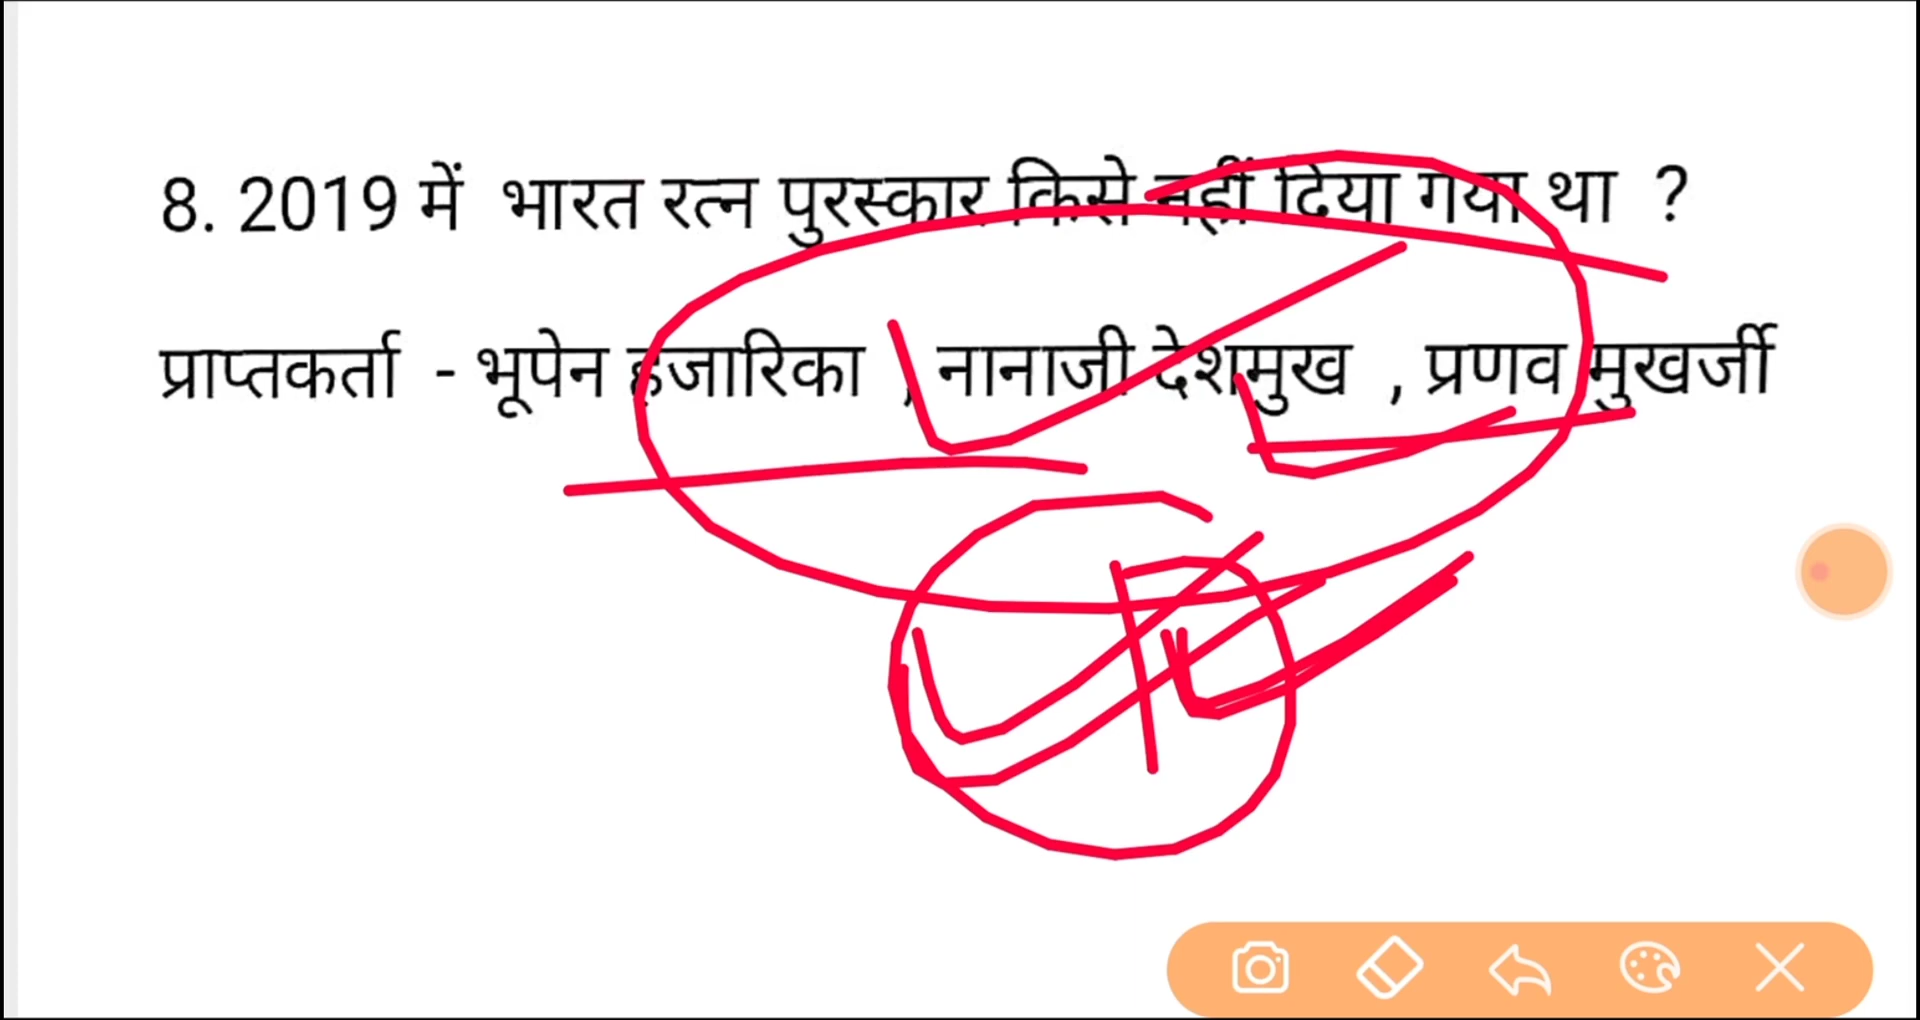 8. 2019 में भारत रत्न पुरस्कार किसे नहीं दिया गया था ?
प्राप्तकर्ता - भूपेन हजारिका , नानाजी देशमुख , प्रणव मुखर्जी